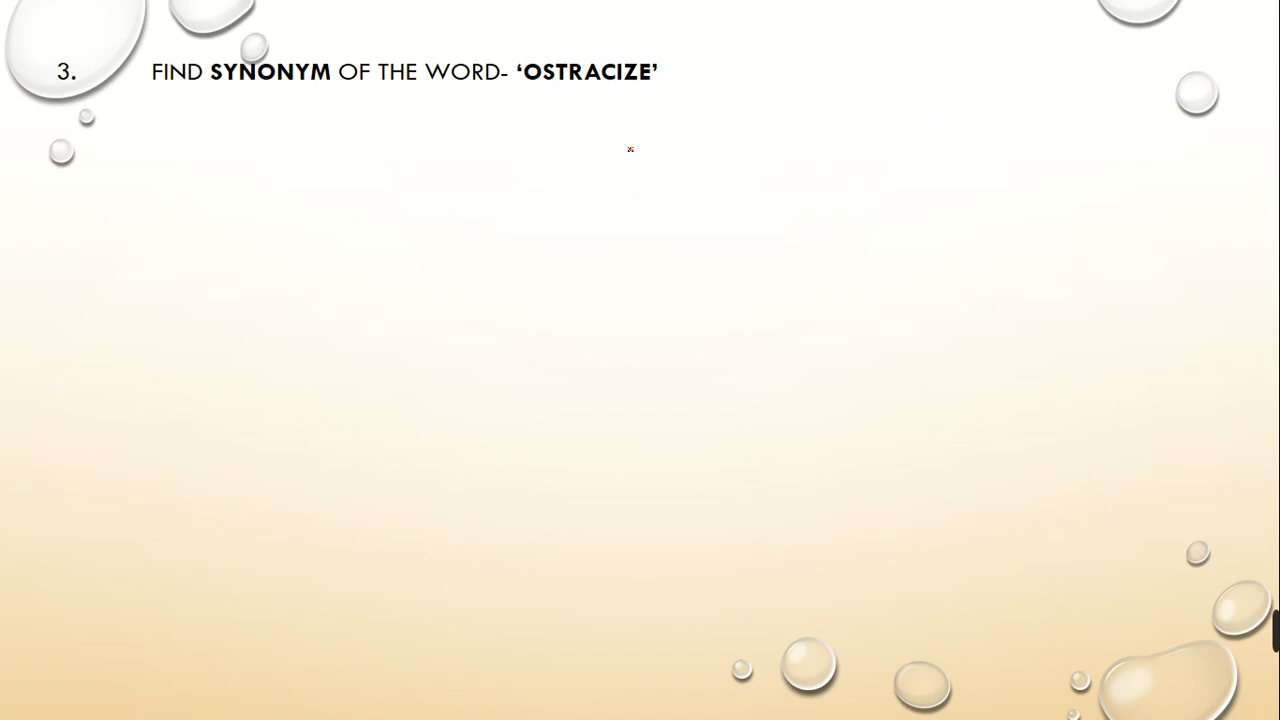 3. FIND SYNONYM OF THE WORD- ‘OSTRACIZE’